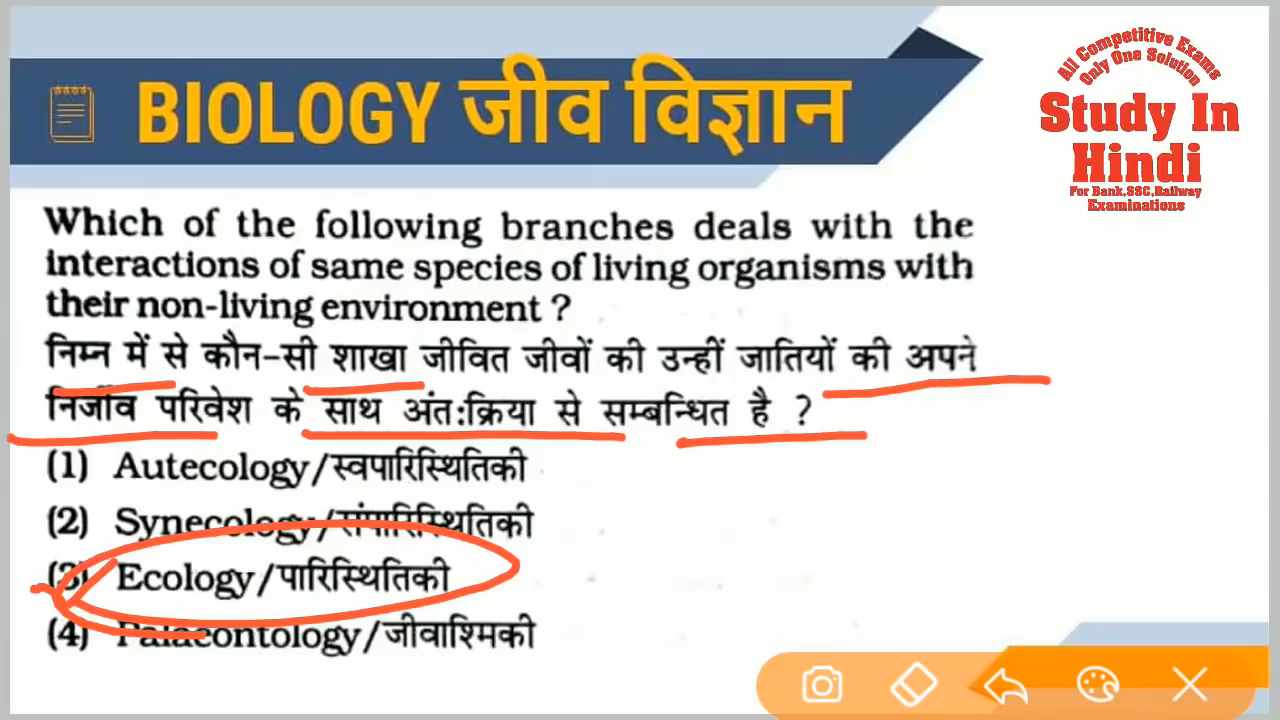 BIOLOGY जीव विज्ञान
All Competitive Exams
Only One Solution
Study In
Hindi
For Bank,SSC,Railway
Examinations
Which of the following branches deals with the
interactions of same species of living organisms with
their non-living environment ?
निम्न में से कौन-सी शाखा जीवित जीवों की उन्हीं जातियों की अपने
निर्जीव परिवेश के साथ अंत:क्रिया से सम्बन्धित है ?
(1) Autecology/स्वपारिस्थितिकी
(2) Synecology/संपारिस्थितिकी
(3) Ecology/पारिस्थितिकी
(4) Palaeontology/जीवाश्मिकी